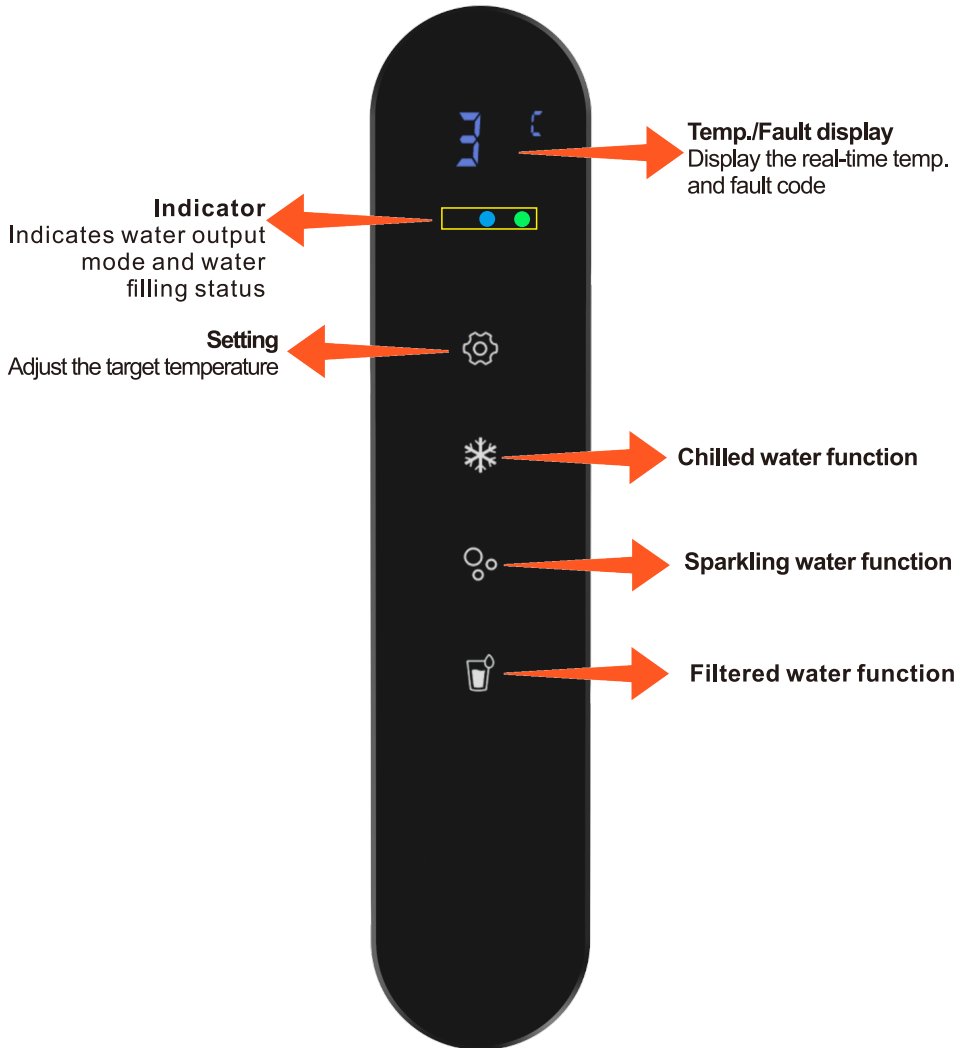 3 C
Temp./Fault display
Display the real-time temp.
and fault code
Indicator
Indicates water output
mode and water
filling status
Setting
Adjust the target temperature
Chilled water function
Sparkling water function
Filtered water function